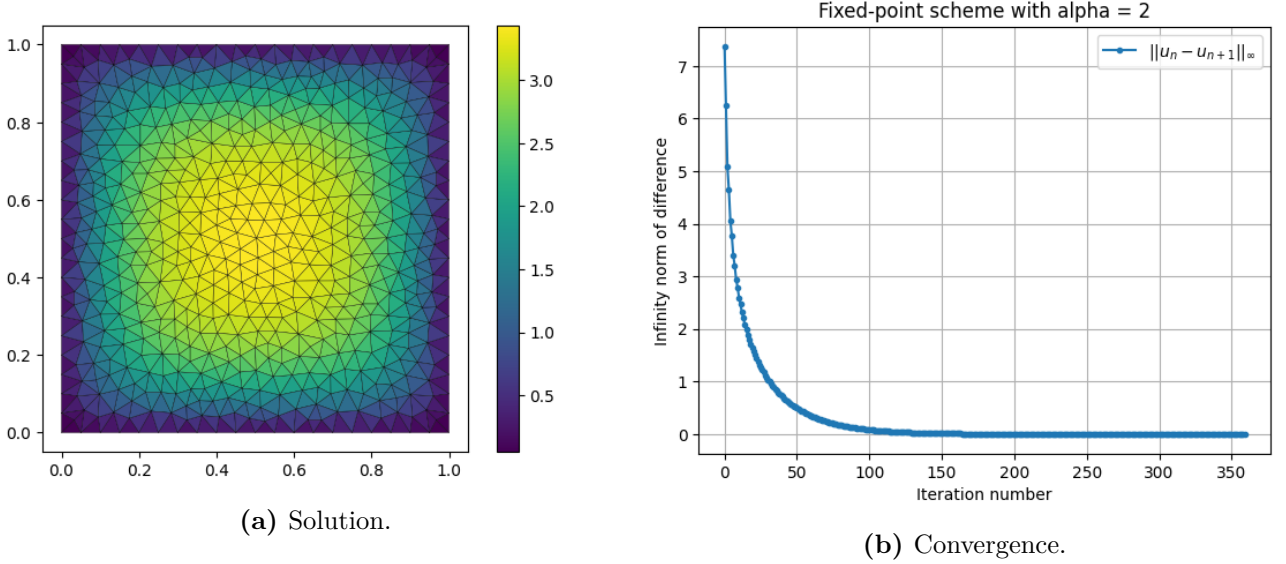 1.0
0.8
0.6
0.4
0.2
0.0
0.0 0.2 0.4 0.6 0.8 1.0
3.0
2.5
2.0
1.5
1.0
0.5
(a) Solution.
Fixed-point scheme with alpha = 2
||u_n − u_{n+1}||_∞
Infinity norm of difference
7
6
5
4
3
2
1
0
0 50 100 150 200 250 300 350
Iteration number
(b) Convergence.